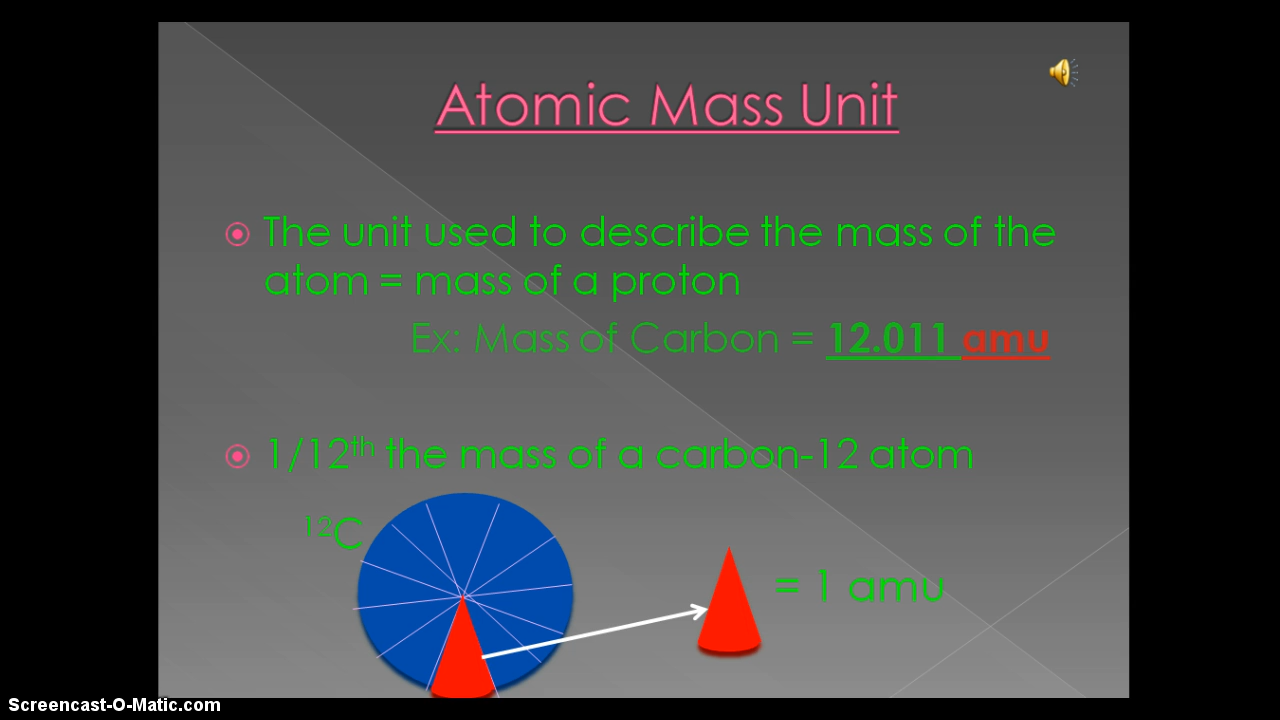 Atomic Mass Unit
The unit used to describe the mass of the
atom = mass of a proton
Ex: Mass of Carbon = 12.011 amu
1/12th the mass of a carbon-12 atom
12C
= 1 amu
Screencast-O-Matic.com